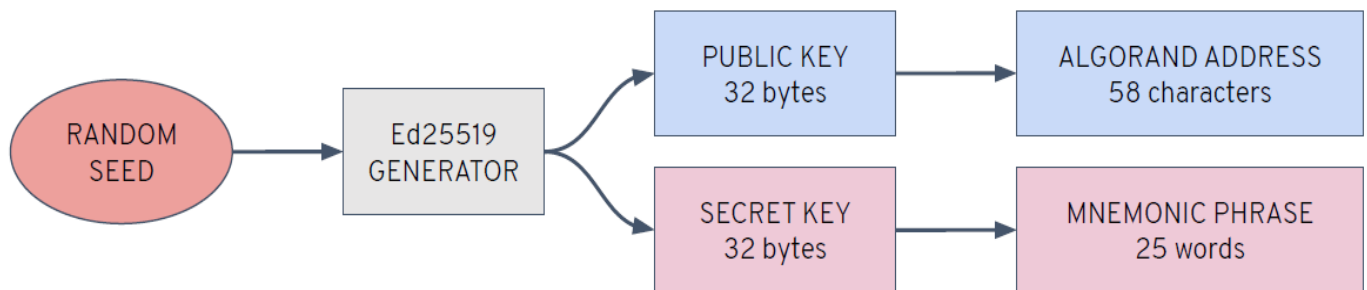 RANDOM
SEED
Ed25519
GENERATOR
PUBLIC KEY
32 bytes
ALGORAND ADDRESS
58 characters
SECRET KEY
32 bytes
MNEMONIC PHRASE
25 words